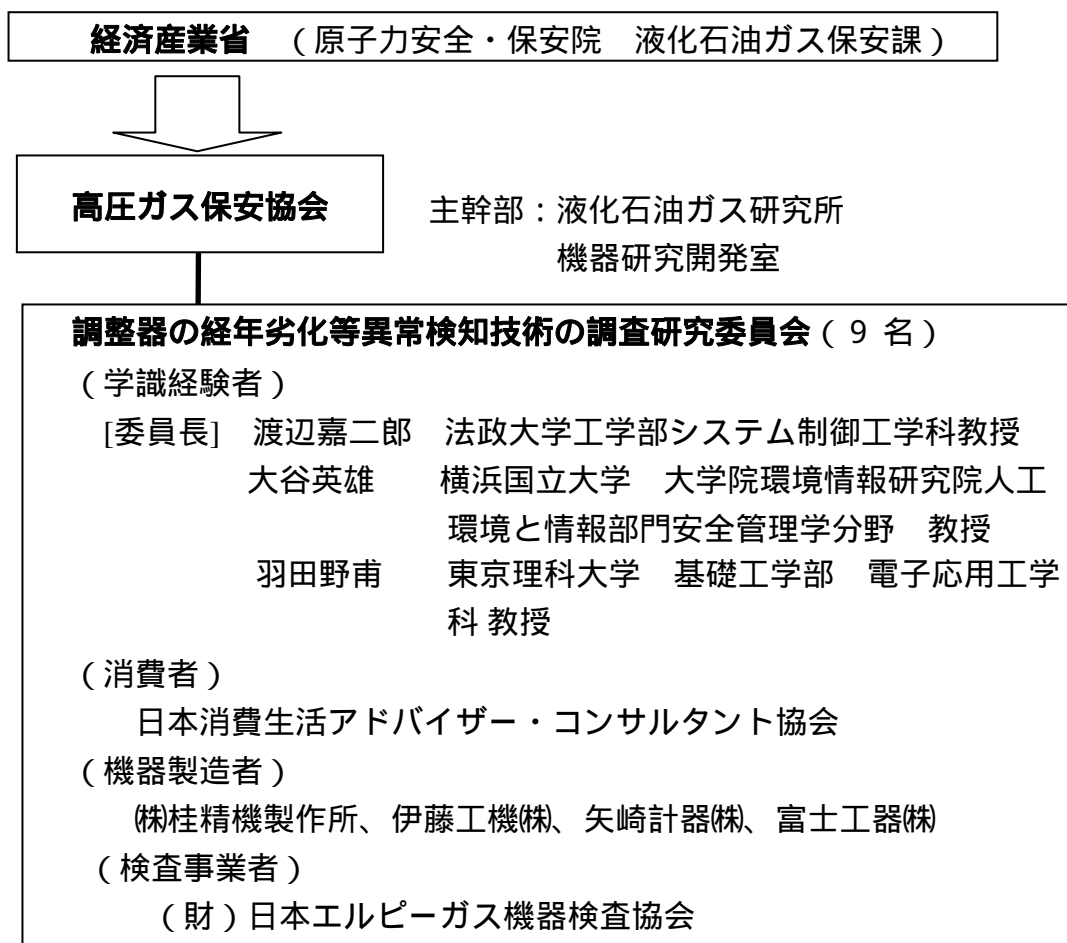 経済産業省　（原子力安全・保安院　液化石油ガス保安課）
高圧ガス保安協会
主幹部：液化石油ガス研究所
機器研究開発室
調整器の経年劣化等異常検知技術の調査研究委員会（９ 名）
（学識経験者）
[委員長]　渡辺嘉二郎　法政大学工学部システム制御工学科教授
大谷英雄　横浜国立大学　大学院環境情報研究院人工
環境と情報部門安全管理学分野　教授
羽田野甫　東京理科大学　基礎工学部　電子応用工学
科 教授
（消費者）
日本消費生活アドバイザー・コンサルタント協会
（機器製造者）
㈱桂精機製作所、伊藤工機㈱、矢崎計器㈱、富士工器㈱
（検査事業者）
（財）日本エルピーガス機器検査協会